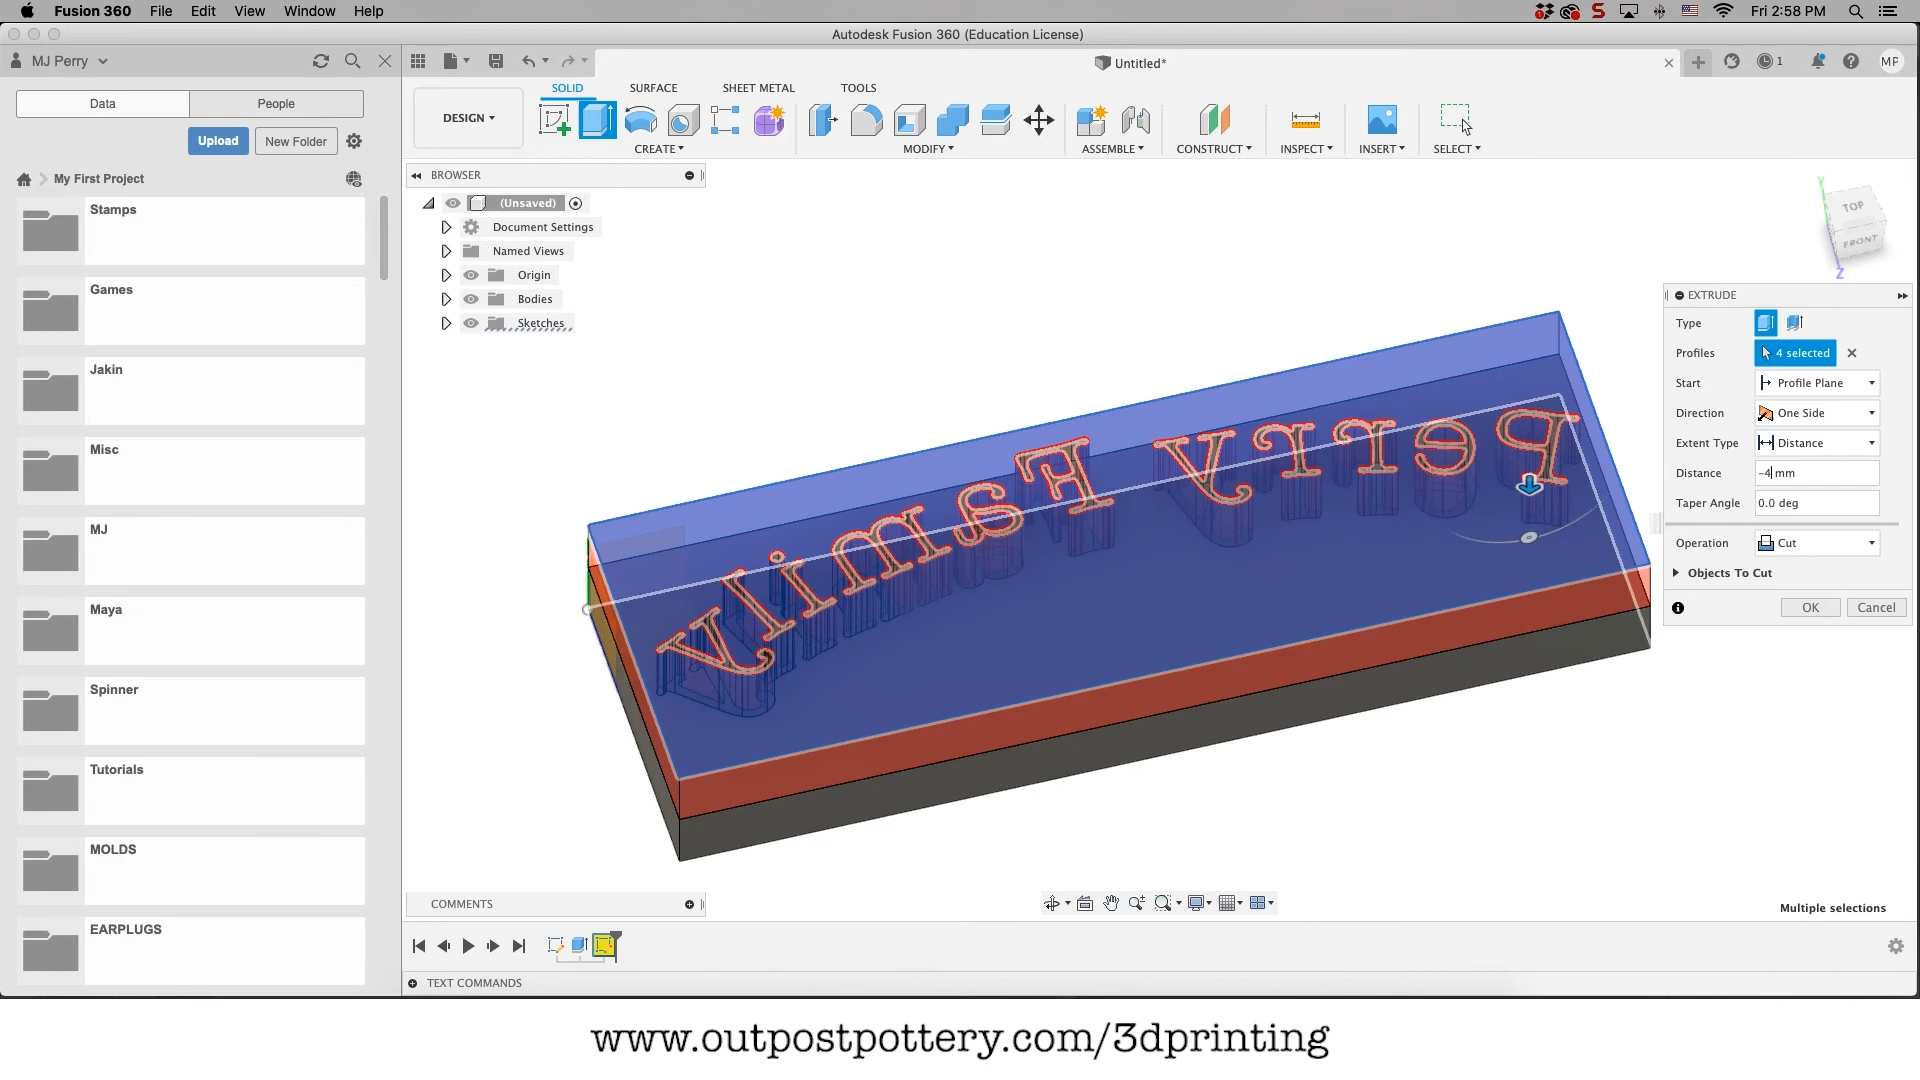 Fusion 360 File Edit View Window Help Fri 2:58 PM
Autodesk Fusion 360 (Education License)
MJ Perry
Untitled*
1
MP
Data People
Upload New Folder
My First Project
Stamps
Games
Jakin
Misc
MJ
Maya
Spinner
Tutorials
MOLDS
EARPLUGS
SOLID SURFACE SHEET METAL TOOLS
DESIGN
CREATE MODIFY ASSEMBLE CONSTRUCT INSPECT INSERT SELECT
BROWSER
(Unsaved)
Document Settings
Named Views
Origin
Bodies
Sketches
Y
TOP
FRONT
Z
Family Perry
EXTRUDE
Type
Profiles 4 selected
Start Profile Plane
Direction One Side
Extent Type Distance
Distance -4 mm
Taper Angle 0.0 deg
Operation Cut
Objects To Cut
OK Cancel
COMMENTS
Multiple selections
TEXT COMMANDS
www.outpostpottery.com/3dprinting